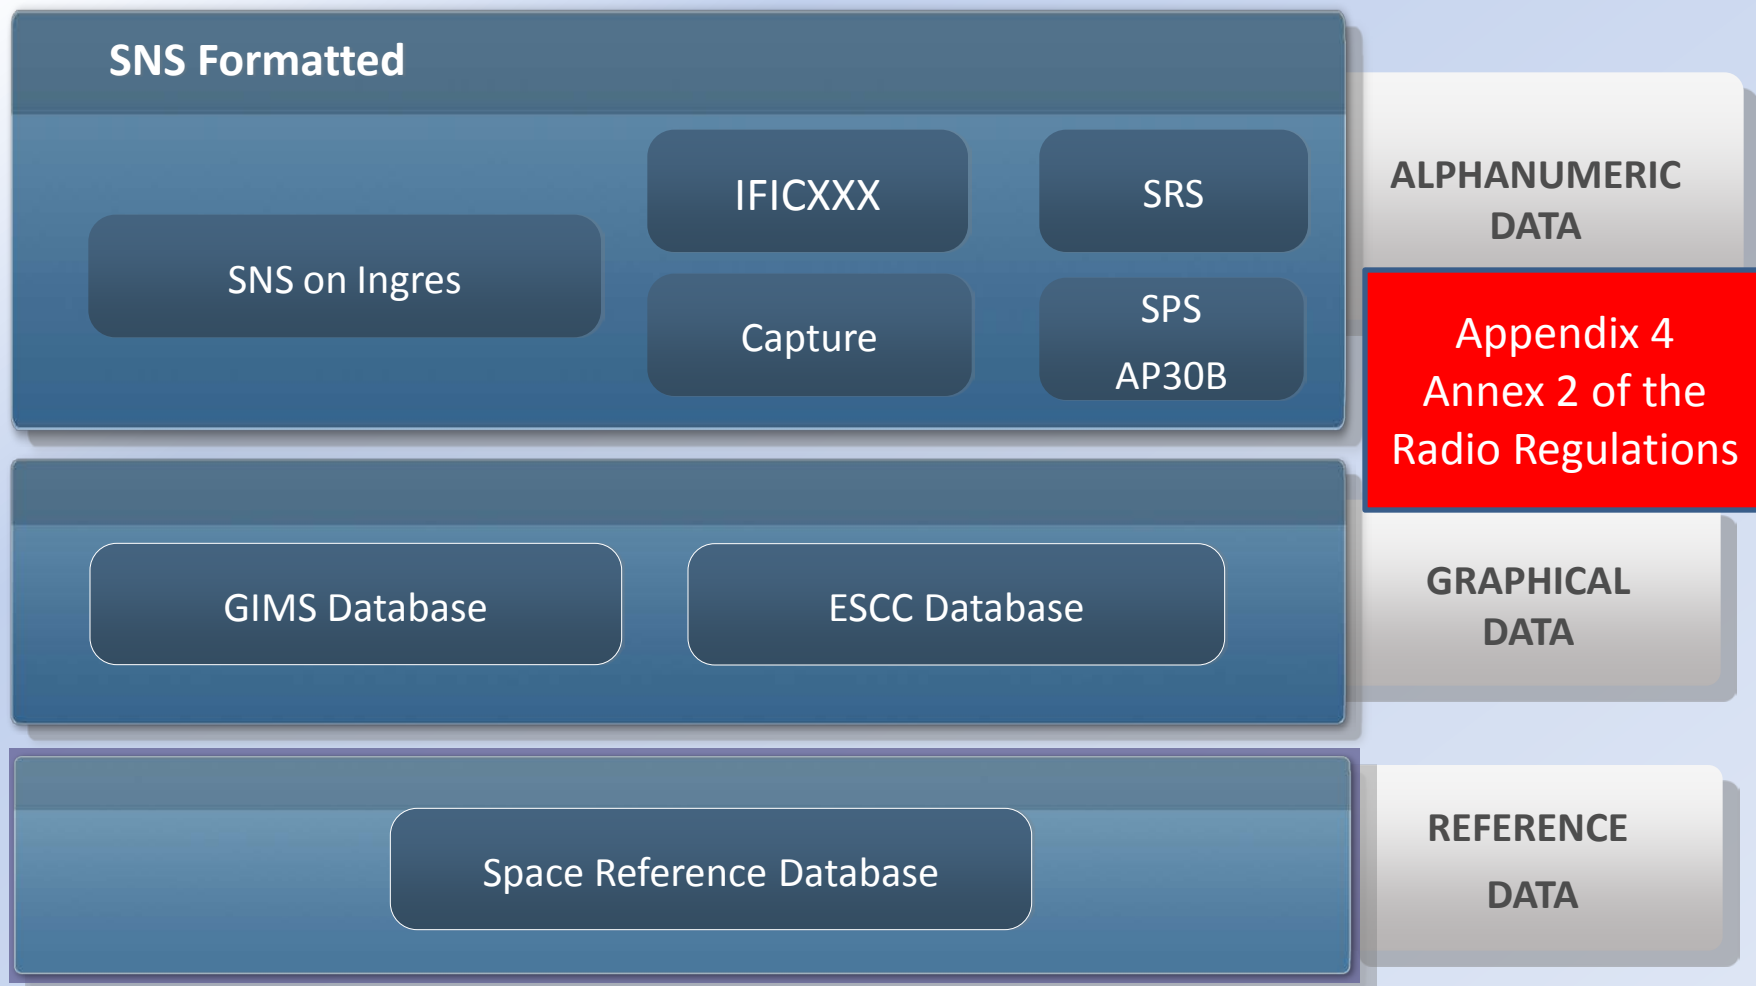 SNS Formatted
IFICXXX
SRS
SNS on Ingres
Capture
SPS
AP30B
ALPHANUMERIC
DATA
Appendix 4
Annex 2 of the
Radio Regulations
GIMS Database
ESCC Database
GRAPHICAL
DATA
Space Reference Database
REFERENCE
DATA